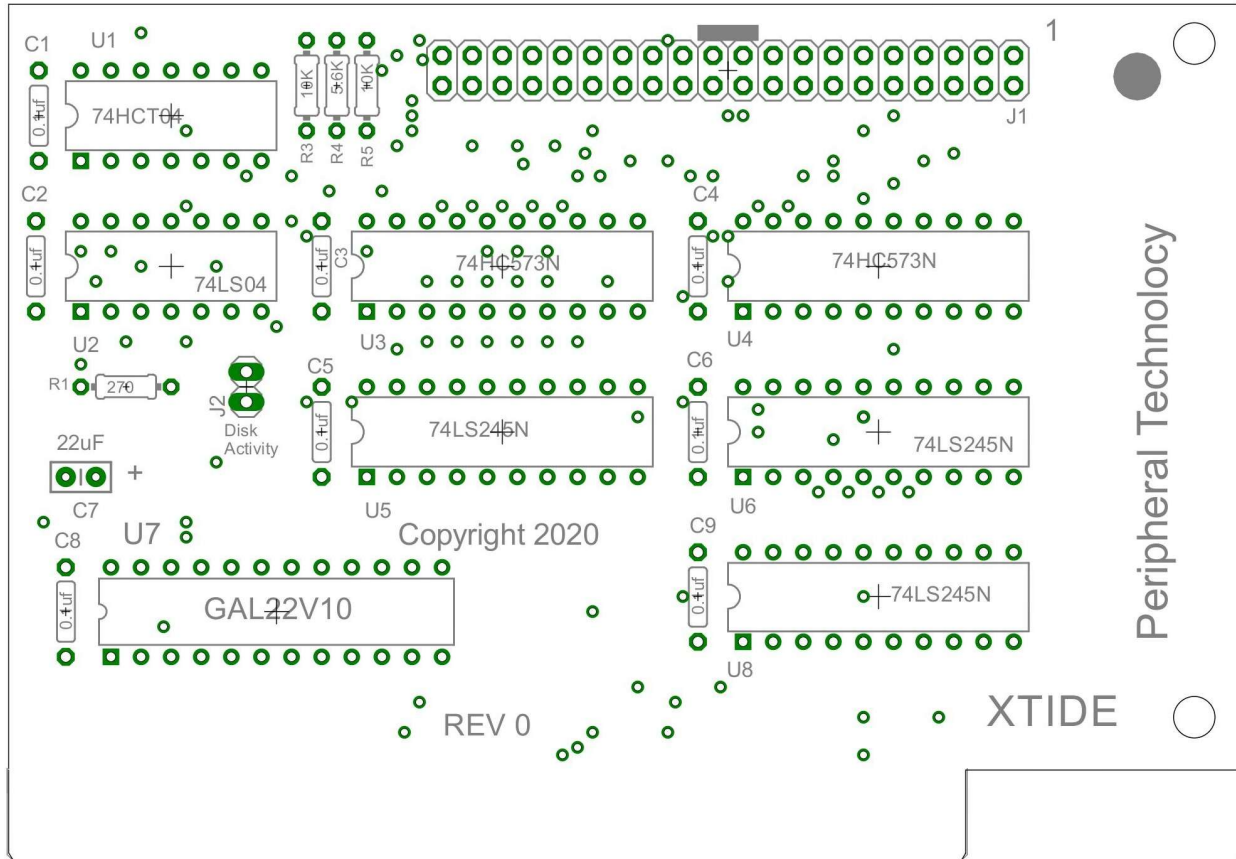 C1
U1
1
74HCT04
0.1uf
10K
5.6K
10K
R3
R4
R5
J1
C2
C4
0.1uf
74LS04
0.1uf
C3
74HC573N
0.1uf
74HC573N
U2
U3
U4
R1
270
J2
Disk
Activity
C5
0.1uf
74LS245N
C6
0.1uf
74LS245N
22uF
+
C7
U5
U6
C8
U7
Copyright 2020
C9
0.1uf
GAL22V10
0.1uf
74LS245N
U8
REV 0
XTIDE
Peripheral Technolocy